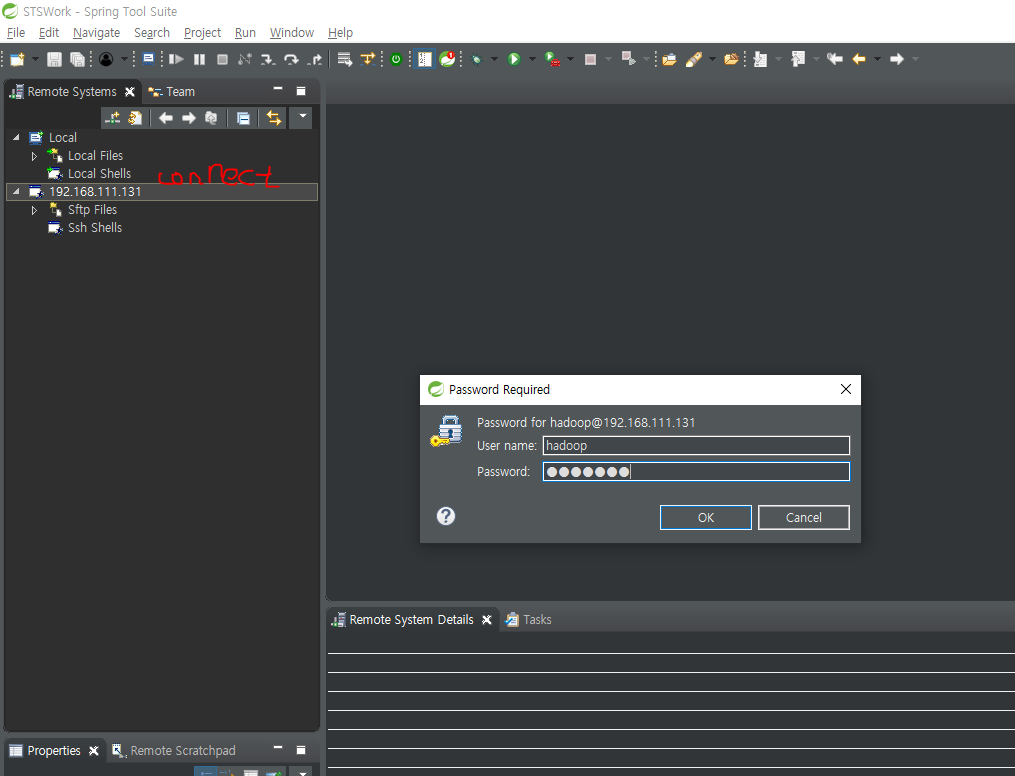 STSWork - Spring Tool Suite
File Edit Navigate Search Project Run Window Help
Remote Systems Team
Local
Local Files
Local Shells
connect
192.168.111.131
Sftp Files
Ssh Shells
Password Required
Password for hadoop@192.168.111.131
User name: hadoop
Password: ●●●●●●●
OK Cancel
Remote System Details Tasks
Properties Remote Scratchpad